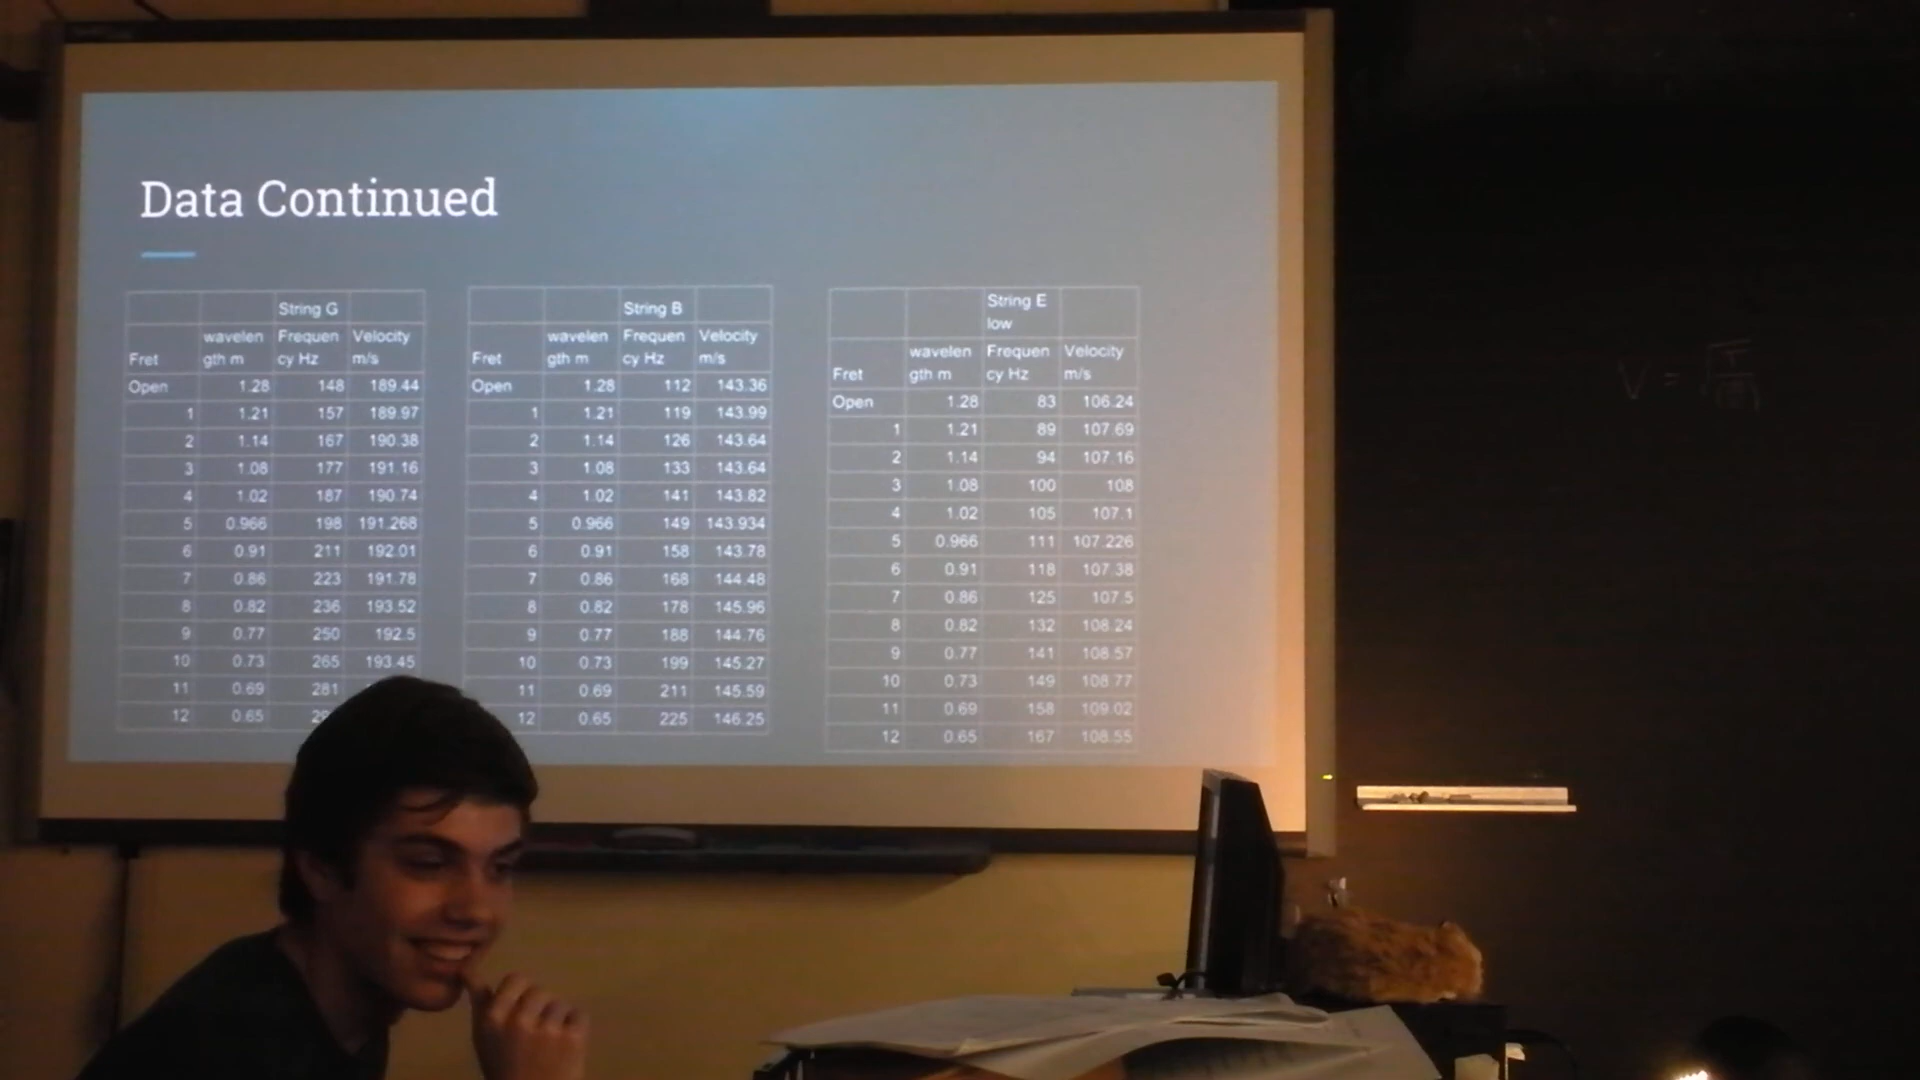 Data Continued
String G
Fret wavelen gth m Frequen cy Hz Velocity m/s
Open 1.28 148 189.44
1 1.21 157 189.97
2 1.14 167 190.38
3 1.08 177 191.16
4 1.02 187 190.74
5 0.966 198 191.268
6 0.91 211 192.01
7 0.86 223 191.78
8 0.82 236 193.52
9 0.77 250 192.5
10 0.73 265 193.45
11 0.69 281
12 0.65
String B
Fret wavelen gth m Frequen cy Hz Velocity m/s
Open 1.28 112 143.36
1 1.21 119 143.99
2 1.14 126 143.64
3 1.08 133 143.64
4 1.02 141 143.82
5 0.966 149 143.934
6 0.91 158 143.78
7 0.86 168 144.48
8 0.82 178 145.96
9 0.77 188 144.76
10 0.73 199 145.27
11 0.69 211 145.59
12 0.65 225 146.25
String E low
Fret wavelen gth m Frequen cy Hz Velocity m/s
Open 1.28 83 106.24
1 1.21 89 107.69
2 1.14 94 107.16
3 1.08 100 108
4 1.02 105 107.1
5 0.966 111 107.226
6 0.91 118 107.38
7 0.86 125 107.5
8 0.82 132 108.24
9 0.77 141 108.57
10 0.73 149 108.77
11 0.69 158 109.02
12 0.65 167 108.55
V =